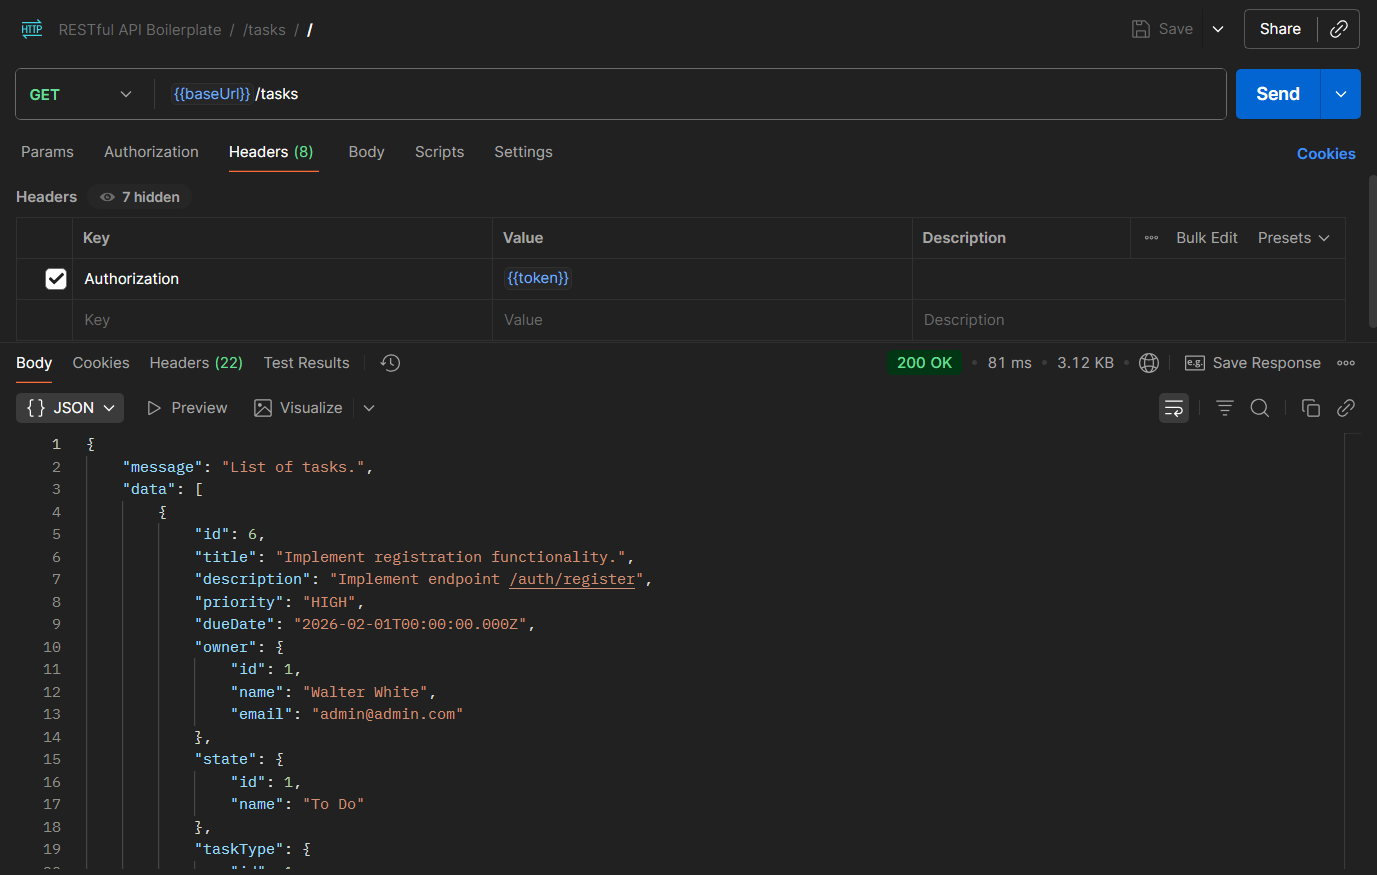 HTTP RESTful API Boilerplate / /tasks / / Save Share
GET {{baseUrl}} /tasks Send
Params Authorization Headers (8) Body Scripts Settings Cookies
Headers 7 hidden
Key Value Description Bulk Edit Presets
Authorization {{token}}
Key Value Description
Body Cookies Headers (22) Test Results 200 OK 81 ms 3.12 KB e.g. Save Response
{} JSON Preview Visualize
1 {
2 "message": "List of tasks.",
3 "data": [
4 {
5 "id": 6,
6 "title": "Implement registration functionality.",
7 "description": "Implement endpoint /auth/register",
8 "priority": "HIGH",
9 "dueDate": "2026-02-01T00:00:00.000Z",
10 "owner": {
11 "id": 1,
12 "name": "Walter White",
13 "email": "admin@admin.com"
14 },
15 "state": {
16 "id": 1,
17 "name": "To Do"
18 },
19 "taskType": {